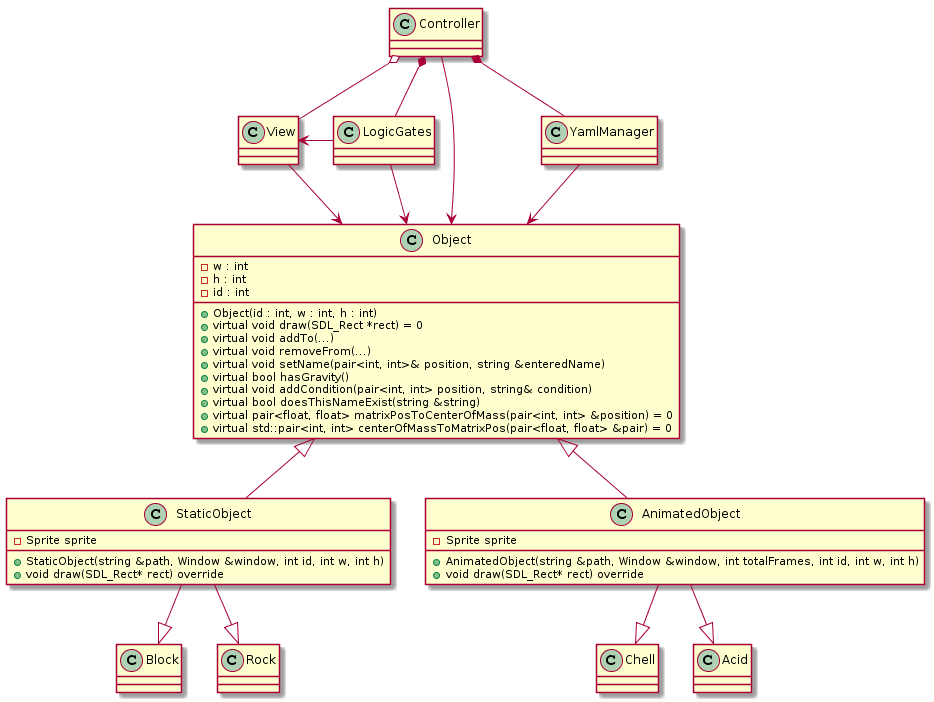 C Controller
C View
C LogicGates
C YamlManager
C Object
w : int
h : int
id : int
Object(id : int, w : int, h : int)
virtual void draw(SDL_Rect *rect) = 0
virtual void addTo(...)
virtual void removeFrom(...)
virtual void setName(pair<int, int>& position, string &enteredName)
virtual bool hasGravity()
virtual void addCondition(pair<int, int> position, string& condition)
virtual bool doesThisNameExist(string &string)
virtual pair<float, float> matrixPosToCenterOfMass(pair<int, int> &position) = 0
virtual std::pair<int, int> centerOfMassToMatrixPos(pair<float, float> &pair) = 0
C StaticObject
Sprite sprite
StaticObject(string &path, Window &window, int id, int w, int h)
void draw(SDL_Rect* rect) override
C AnimatedObject
Sprite sprite
AnimatedObject(string &path, Window &window, int totalFrames, int id, int w, int h)
void draw(SDL_Rect* rect) override
C Block
C Rock
C Chell
C Acid